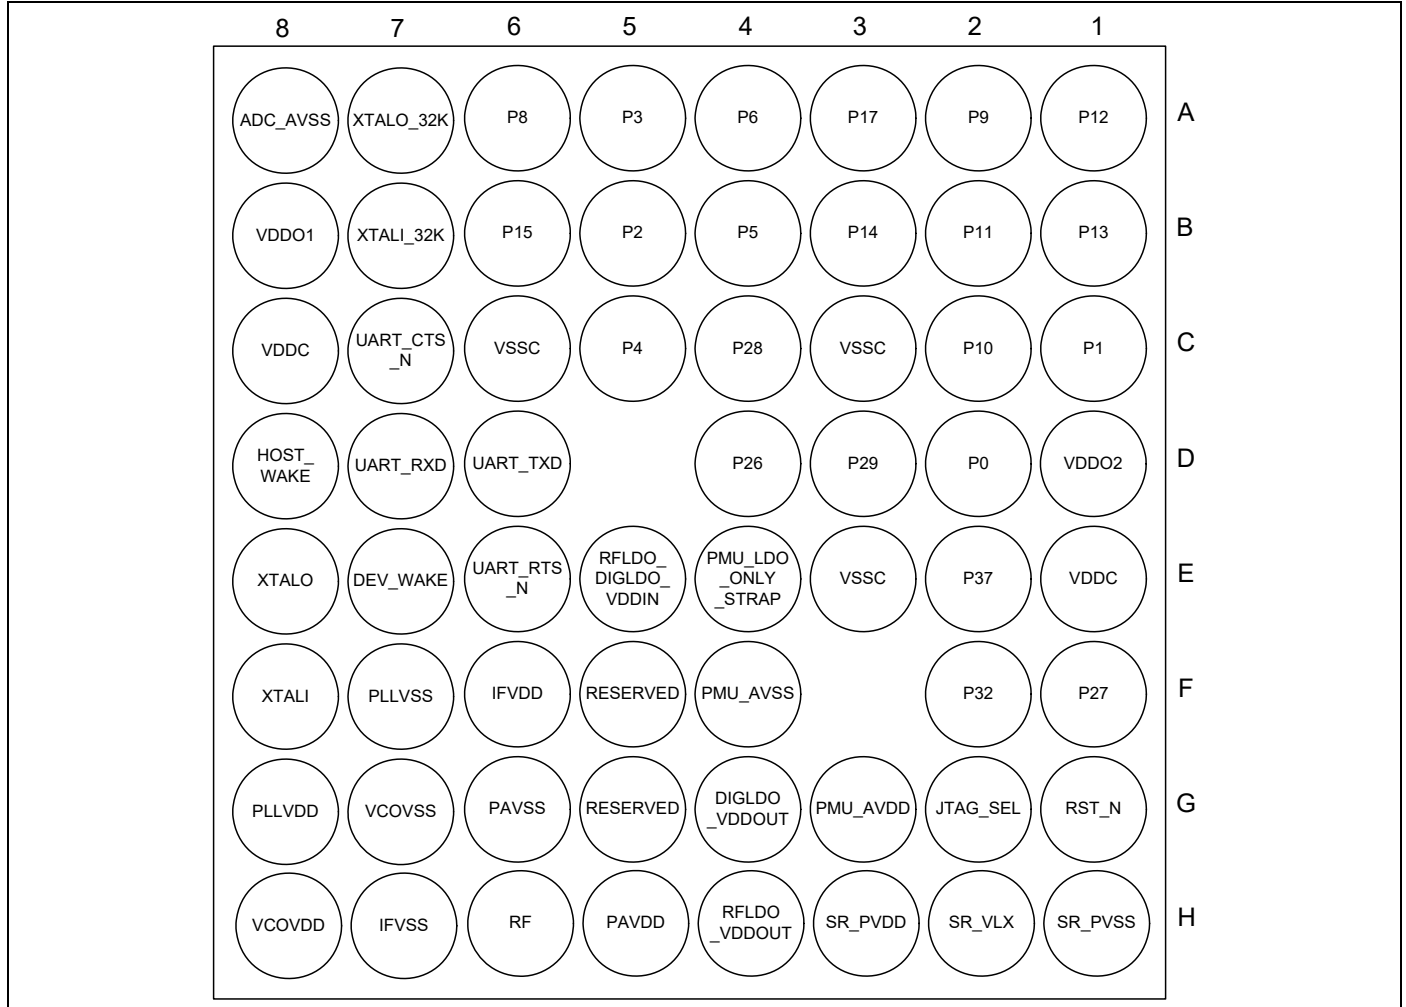 8 7 6 5 4 3 2 1
ADC_AVSS XTALO_32K P8 P3 P6 P17 P9 P12 A
VDDO1 XTALI_32K P15 P2 P5 P14 P11 P13 B
VDDC UART_CTS
_N VSSC P4 P28 VSSC P10 P1 C
HOST_
WAKE UART_RXD UART_TXD P26 P29 P0 VDDO2 D
XTALO DEV_WAKE UART_RTS
_N RFLDO_
DIGLDO_
VDDIN PMU_LDO
_ONLY
_STRAP VSSC P37 VDDC E
XTALI PLLVSS IFVDD RESERVED PMU_AVSS P32 P27 F
PLLVDD VCOVSS PAVSS RESERVED DIGLDO
_VDDOUT PMU_AVDD JTAG_SEL RST_N G
VCOVDD IFVSS RF PAVDD RFLDO
_VDDOUT SR_PVDD SR_VLX SR_PVSS H